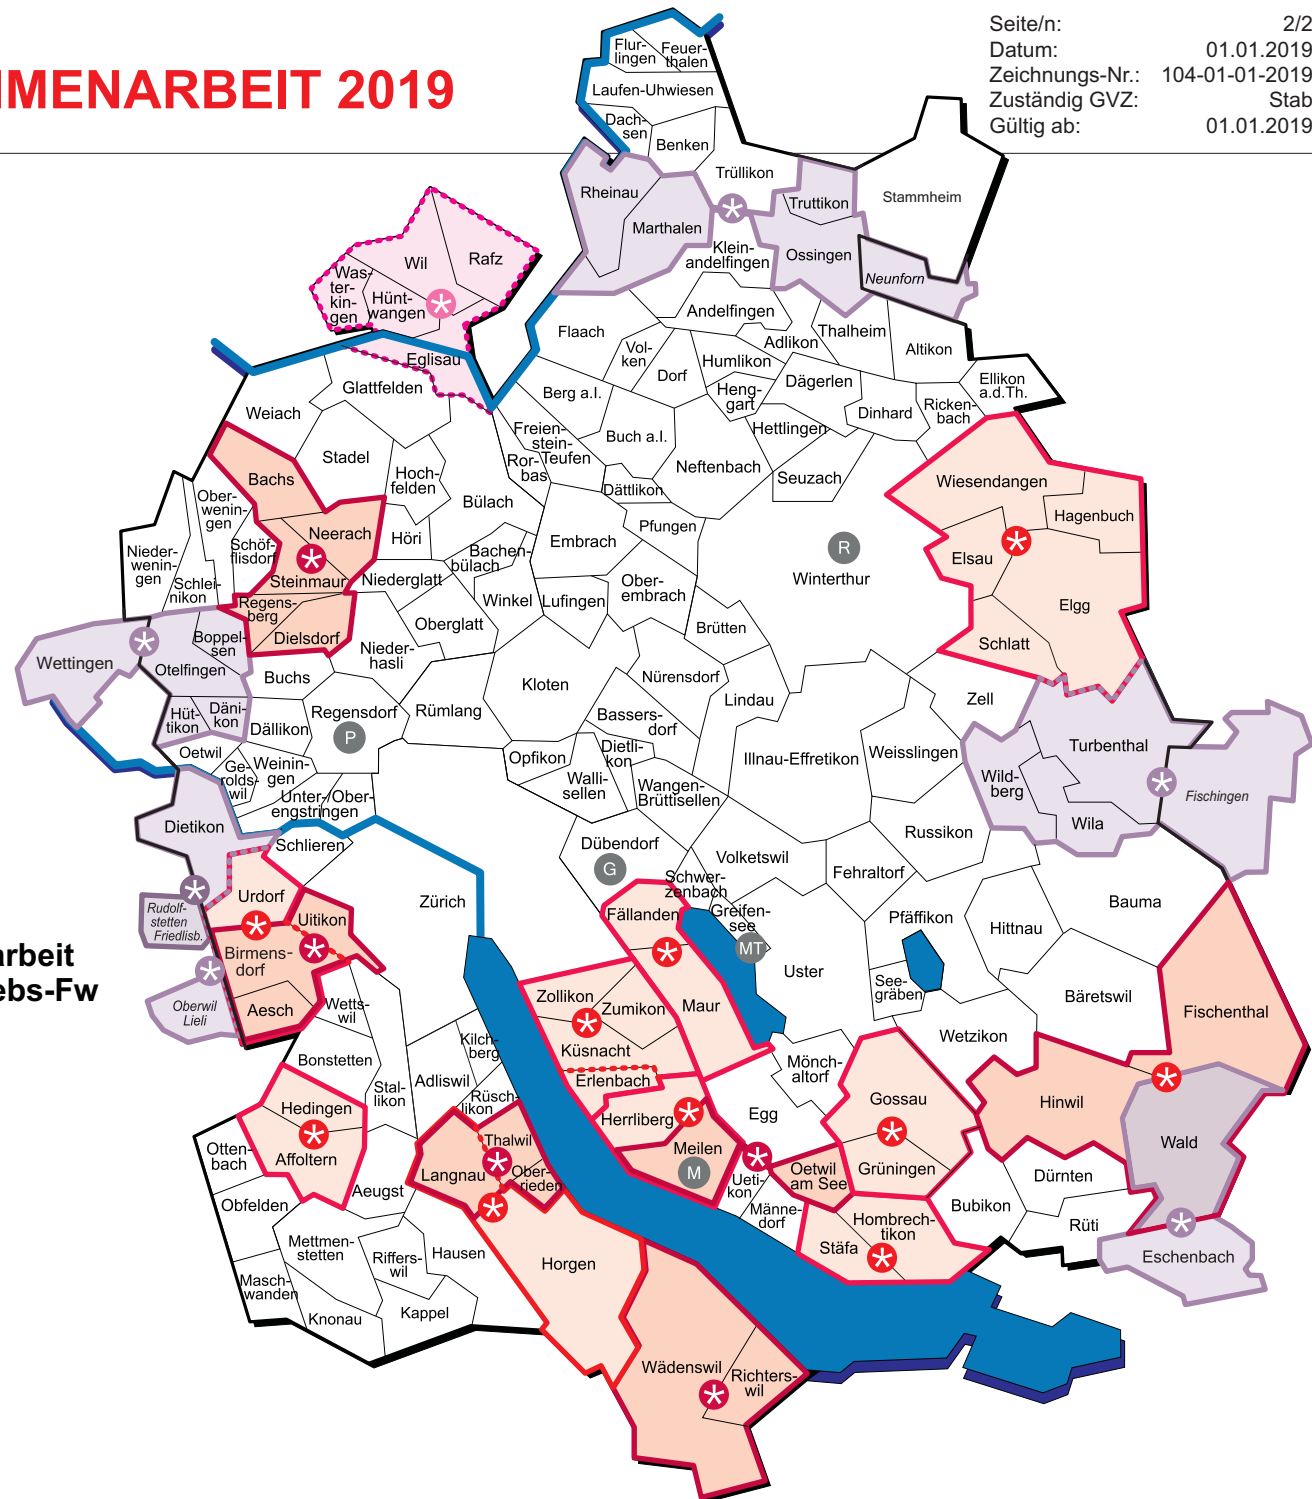 Seite/n: 2/2
Datum: 01.01.2019
Zeichnungs-Nr.: 104-01-01-2019
Zuständig GVZ: Stab
Gültig ab: 01.01.2019
MMENARBEIT 2019
Flur-
lingen
Feuer-
thalen
Laufen-Uhwiesen
Dach-
sen
Benken
Trüllikon
Rheinau
Marthalen
Truttikon
Stammheim
Ossingen
Neunforn
Klein-
andelfingen
Wil
Rafz
Was-
ter-
kin-
gen
Hünt-
wangen
Eglisau
Andelfingen
Flaach
Vol-
ken
Dorf
Humlikon
Adlikon
Thalheim
Altikon
Heng-
gart
Dägerlen
Ellikon
a.d.Th.
Glattfelden
Berg a.I.
Dinhard
Ricken-
bach
Weiach
Stadel
Freien-
stein-
Teufen
Buch a.I.
Hettlingen
Neftenbach
Seuzach
Ror-
bas
Dättlikon
Bachs
Hoch-
felden
Bülach
Wiesendangen
Hagenbuch
Ober-
wenin-
gen
Neerach
Höri
Pfungen
Embrach
Nieder-
wenin-
gen
Schöf-
flisdorf
Bachen-
bülach
R
Winterthur
Elsau
Schlei-
nikon
Steinmaur
Niederglatt
Ober-
embrach
Elgg
Regens-
berg
Winkel
Lufingen
Oberglatt
Brütten
Schlatt
Boppel-
sen
Dielsdorf
Nieder-
hasli
Wettingen
Otelfingen
Buchs
Kloten
Nürensdorf
Lindau
Zell
Hüt-
tikon
Däni-
kon
Dällikon
Regensdorf
P
Rümlang
Bassers-
dorf
Illnau-Effretikon
Weisslingen
Turbenthal
Oetwil
Ge-
rolds-
wil
Weinin-
gen
Opfikon
Dietli-
kon
Walli-
sellen
Wangen-
Brüttisellen
Wild-
berg
Wila
Fischingen
Unter-/Ober-
engstringen
Dietikon
Schlieren
Russikon
Dübendorf
G
Volketswil
Fehraltorf
Schwer-
zenbach
Urdorf
Zürich
Bauma
Rudolf-
stetten
Friedlisb.
Uitikon
Fällanden
Greifen-
see
MT
Pfäffikon
Hittnau
Birmens-
dorf
Uster
arbeit
ebs-Fw
Oberwil
Lieli
Aesch
Wetts-
wil
Zollikon
Zumikon
Maur
See-
gräben
Bäretswil
Fischenthal
Bonstetten
Kilch-
berg
Küsnacht
Wetzikon
Stal-
likon
Adliswil
Rüsch-
likon
Erlenbach
Mönch-
altorf
Hedingen
Affoltern
Herrliberg
Egg
Gossau
Hinwil
Otten-
bach
Thalwil
Meilen
M
Wald
Langnau
Ober-
rieden
Oetwil
am See
Grüningen
Dürnten
Obfelden
Aeugst
Ueti-
kon
Männe-
dorf
Hombrech-
tikon
Bubikon
Rüti
Mettmen-
stetten
Riffers-
wil
Hausen
Horgen
Stäfa
Eschenbach
Masch-
wanden
Knonau
Kappel
Wädenswil
Richters-
wil